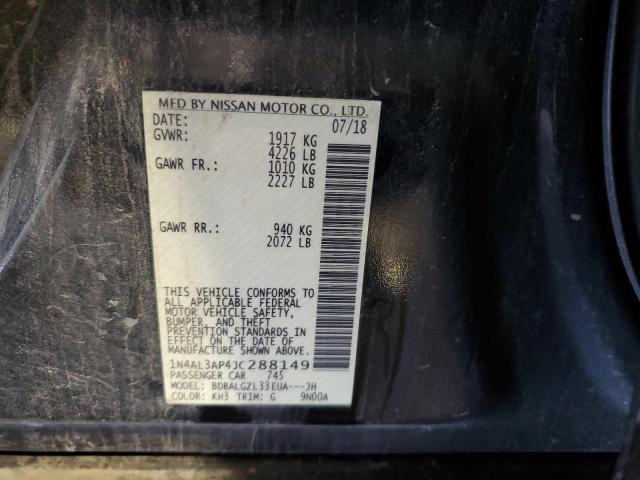 MFD BY NISSAN MOTOR CO., LTD.
DATE: 07/18
GVWR: 1917 KG
4226 LB
GAWR FR.: 1010 KG
2227 LB
GAWR RR.: 940 KG
2072 LB
THIS VEHICLE CONFORMS TO
ALL APPLICABLE FEDERAL
MOTOR VEHICLE SAFETY,
BUMPER, AND THEFT
PREVENTION STANDARDS IN
EFFECT ON THE DATE OF
MANUFACTURE SHOWN ABOVE.
1N4AL3AP4JC288149
PASSENGER CAR 745
MODEL: BDBALGZL33EUA---JH
COLOR: KH3 TRIM: G 9N00A